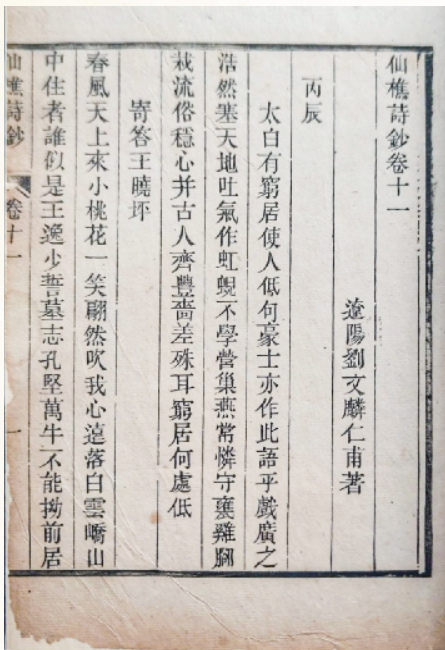 仙樵詩鈔卷十一
遼陽劉文麟仁甫著
丙辰
太白有窮居使人低句豪士亦作此語乎戲廣之
浩然塞天地吐氣作虹蜺不學營巢燕常憐守甕雞
栽流俗穩心并古人齊豐嗇差殊耳窮居何處低
寄答王曉坪
春風天上來小桃花一笑翩然吹我心遠落白雲嶠山
中住者誰似是王逸少誓墓志孔堅萬牛不能拗前居
仙樵詩鈔 卷十一 一